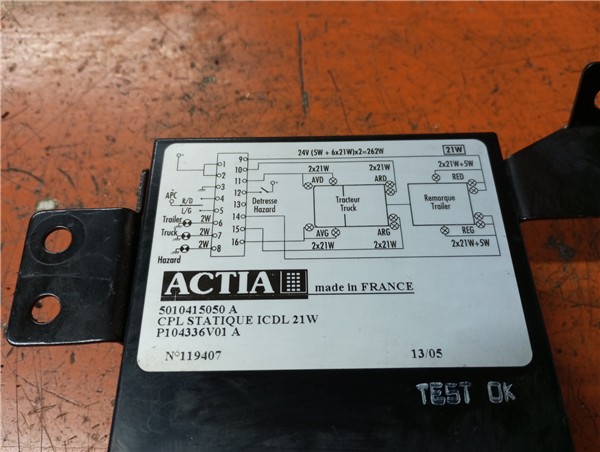 24V (5W + 6x21W)x2=262W
21W
1
2
3
4
5
6
7
8
9
10
11
12
13
14
15
16
APC
R/D
L/G
Trailer 2W
Truck 2W
2W
Hazard
Detresse
Hazard
2x21W
2x21W
2x21W+5W
AVD
ARD
RED
Tracteur
Truck
Remorque
Trailer
AVG
ARG
REG
2x21W
2x21W
2x21W+5W
ACTIA
made in FRANCE
5010415050 A
CPL STATIQUE ICDL 21W
P104336V01 A
N°119407
13/05
TEST OK